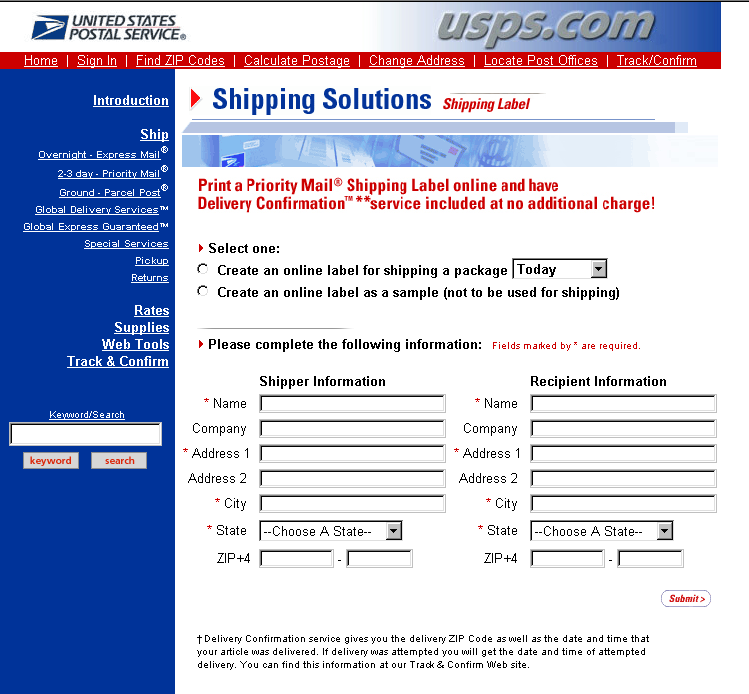 UNITED STATES
POSTAL SERVICE®
usps.com
Home | Sign In | Find ZIP Codes | Calculate Postage | Change Address | Locate Post Offices | Track/Confirm
Introduction
Ship
Overnight - Express Mail®
2-3 day - Priority Mail®
Ground - Parcel Post®
Global Delivery Services™
Global Express Guaranteed™
Special Services
Pickup
Returns
Rates
Supplies
Web Tools
Track & Confirm
Keyword/Search
keyword search
Shipping Solutions Shipping Label
Print a Priority Mail® Shipping Label online and have
Delivery Confirmation™ **service included at no additional charge!
Select one:
Create an online label for shipping a package Today
Create an online label as a sample (not to be used for shipping)
Please complete the following information: Fields marked by * are required.
Shipper Information Recipient Information
* Name * Name
Company Company
* Address 1 * Address 1
Address 2 Address 2
* City * City
* State --Choose A State-- * State --Choose A State--
ZIP+4 - ZIP+4 -
Submit >
† Delivery Confirmation service gives you the delivery ZIP Code as well as the date and time that
your article was delivered. If delivery was attempted you will get the date and time of attempted
delivery. You can find this information at our Track & Confirm Web site.